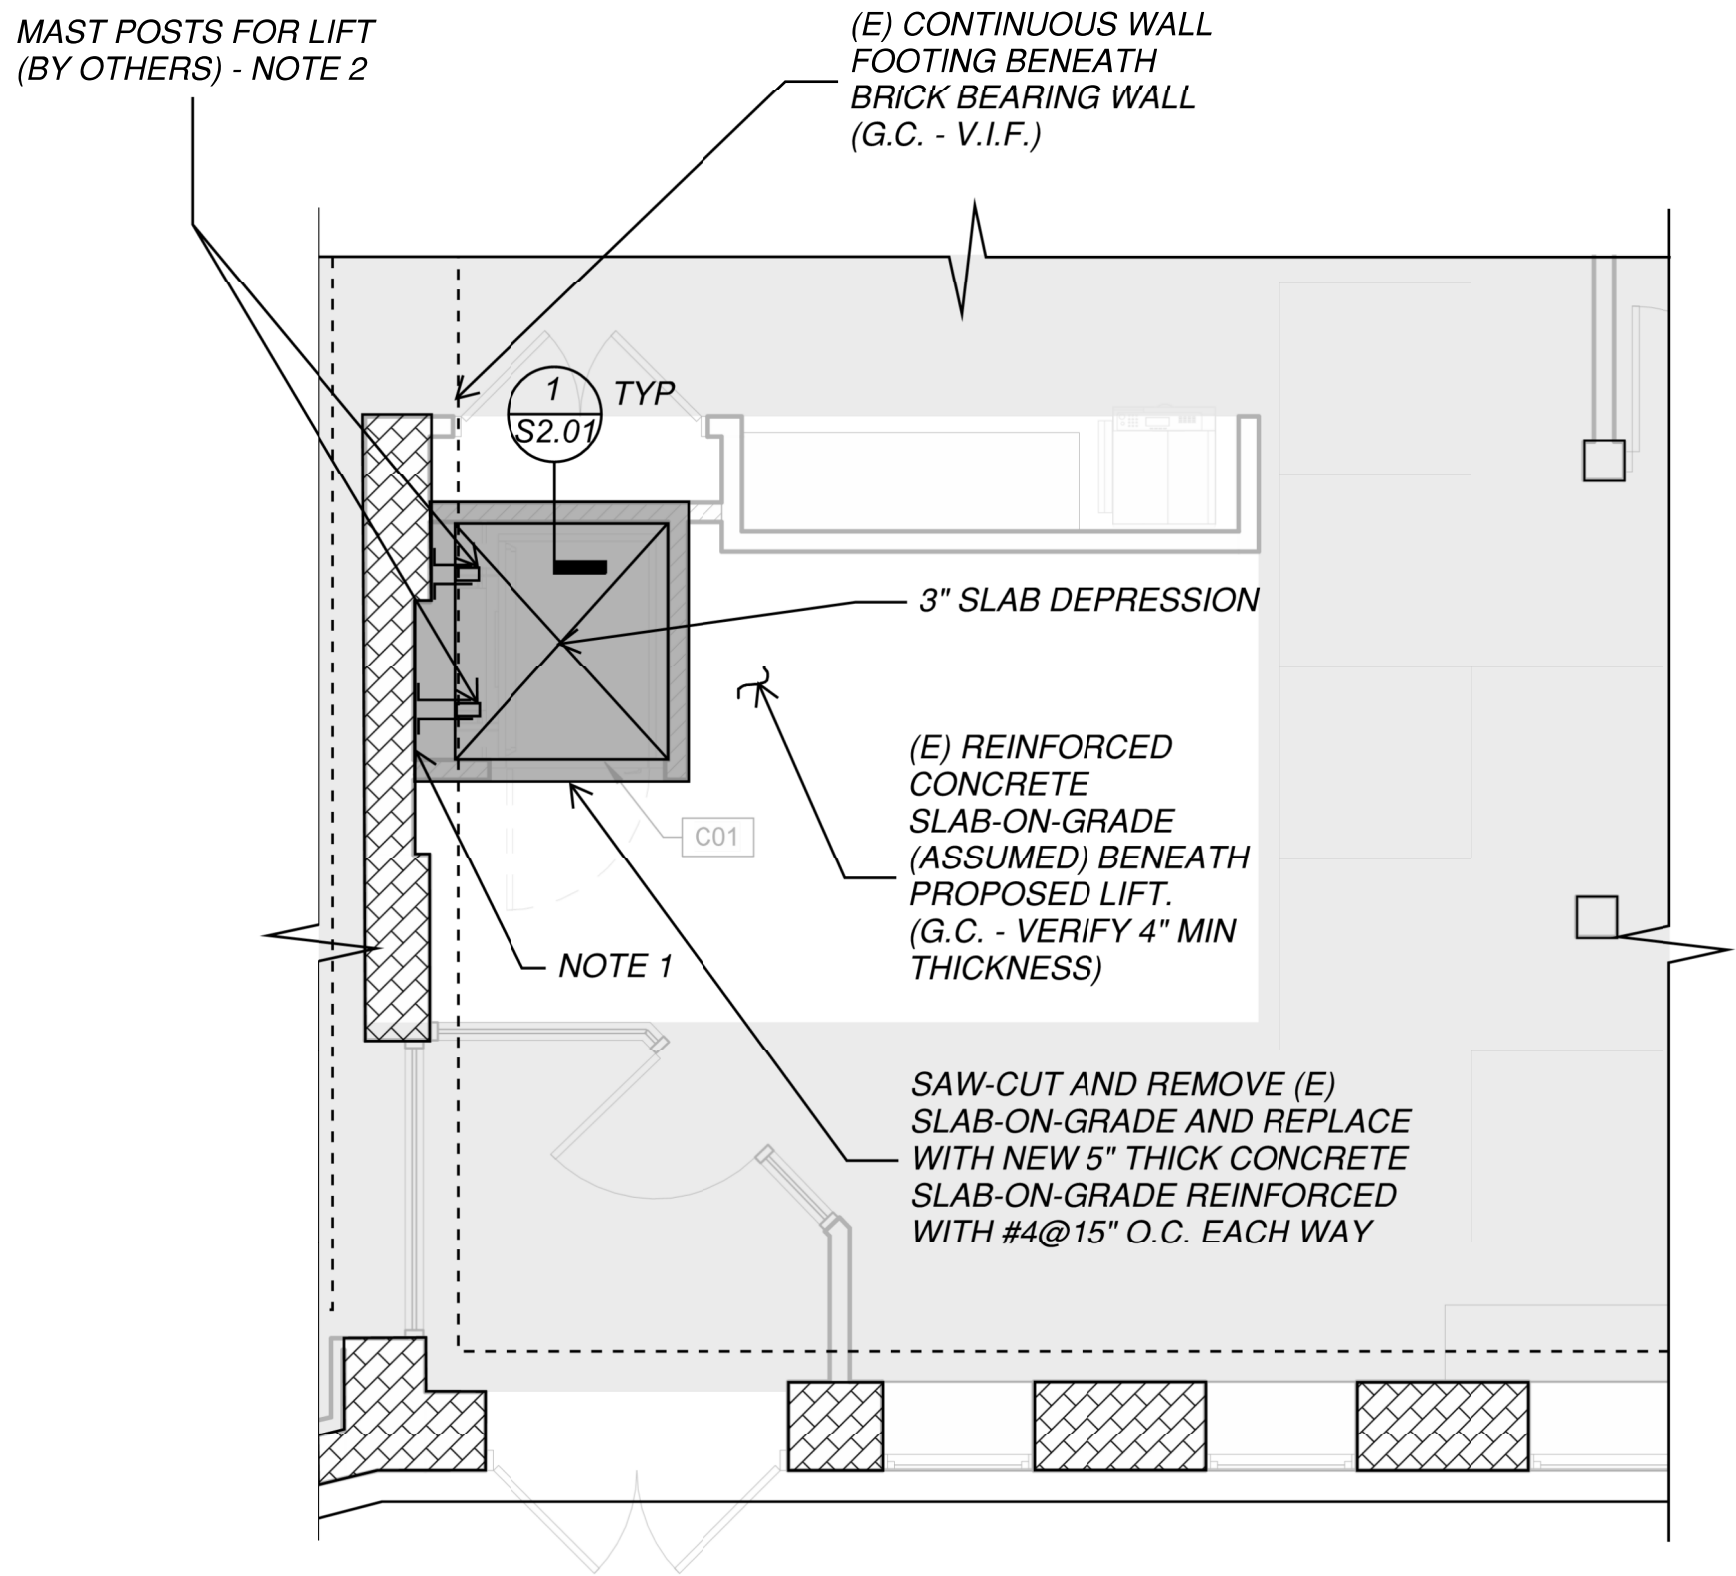 MAST POSTS FOR LIFT
(BY OTHERS) - NOTE 2
(E) CONTINUOUS WALL
FOOTING BENEATH
BRICK BEARING WALL
(G.C. - V.I.F.)
1
S2.01
TYP
3" SLAB DEPRESSION
(E) REINFORCED
CONCRETE
SLAB-ON-GRADE
(ASSUMED) BENEATH
PROPOSED LIFT.
(G.C. - VERIFY 4" MIN
THICKNESS)
C01
NOTE 1
SAW-CUT AND REMOVE (E)
SLAB-ON-GRADE AND REPLACE
WITH NEW 5" THICK CONCRETE
SLAB-ON-GRADE REINFORCED
WITH #4@15" O.C. EACH WAY